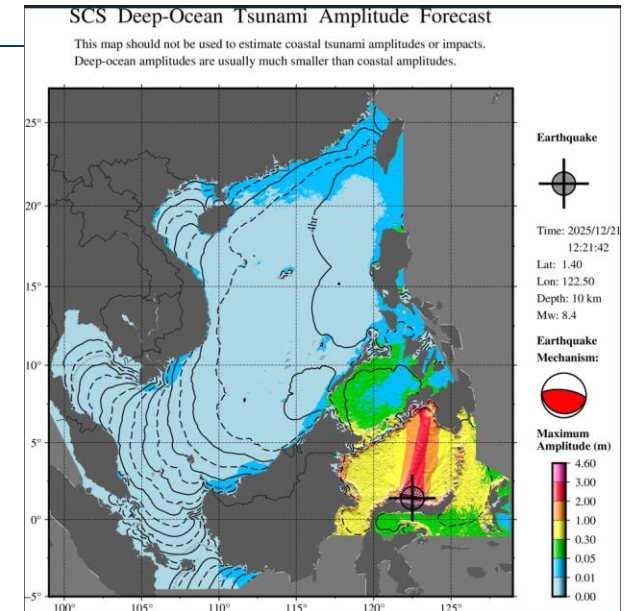 SCS Deep-Ocean Tsunami Amplitude Forecast
This map should not be used to estimate coastal tsunami amplitudes or impacts.
Deep-ocean amplitudes are usually much smaller than coastal amplitudes.
25°
20°
15°
10°
5°
0°
-5°
100°
105°
110°
115°
120°
125°
Earthquake
Time: 2025/12/21
12:21:42
Lat: 1.40
Lon: 122.50
Depth: 10 km
Mw: 8.4
Earthquake
Mechanism:
Maximum
Amplitude (m)
4.60
3.00
2.00
1.00
0.30
0.05
0.01
0.00